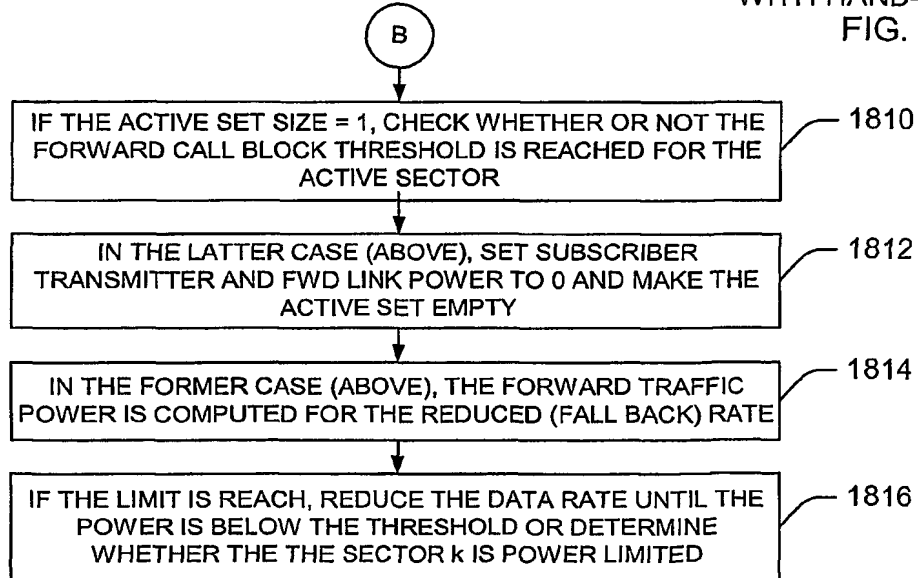 FIG.
B
IF THE ACTIVE SET SIZE = 1, CHECK WHETHER OR NOT THE
FORWARD CALL BLOCK THRESHOLD IS REACHED FOR THE
ACTIVE SECTOR
1810
IN THE LATTER CASE (ABOVE), SET SUBSCRIBER
TRANSMITTER AND FWD LINK POWER TO 0 AND MAKE THE
ACTIVE SET EMPTY
1812
IN THE FORMER CASE (ABOVE), THE FORWARD TRAFFIC
POWER IS COMPUTED FOR THE REDUCED (FALL BACK) RATE
1814
IF THE LIMIT IS REACH, REDUCE THE DATA RATE UNTIL THE
POWER IS BELOW THE THRESHOLD OR DETERMINE
WHETHER THE THE SECTOR k IS POWER LIMITED
1816